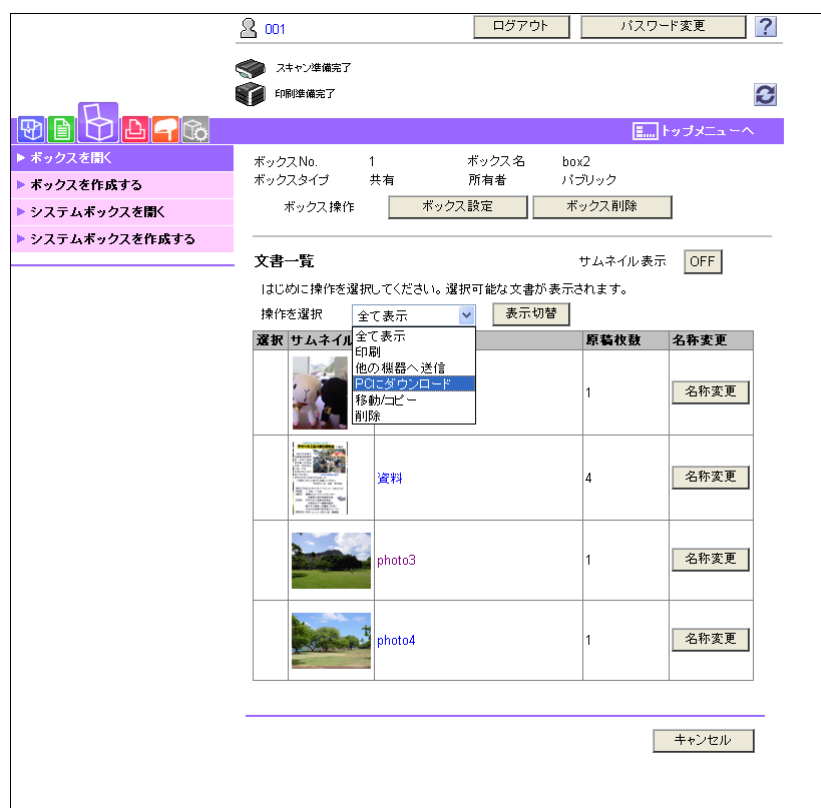 001 ログアウト パスワード変更 ?
スキャン準備完了
印刷準備完了
トップメニューへ
ボックスを開く
ボックスを作成する
システムボックスを開く
システムボックスを作成する
ボックスNo. 1 ボックス名 box2
ボックスタイプ 共有 所有者 パブリック
ボックス操作 ボックス設定 ボックス削除
文書一覧 サムネイル表示 OFF
はじめに操作を選択してください。選択可能な文書が表示されます。
操作を選択 全て表示 表示切替
選択 サムネイル 原稿枚数 名称変更
全て表示
印刷
他の機器へ送信
PCにダウンロード
移動/コピー
削除
1 名称変更
資料 4 名称変更
photo3 1 名称変更
photo4 1 名称変更
キャンセル